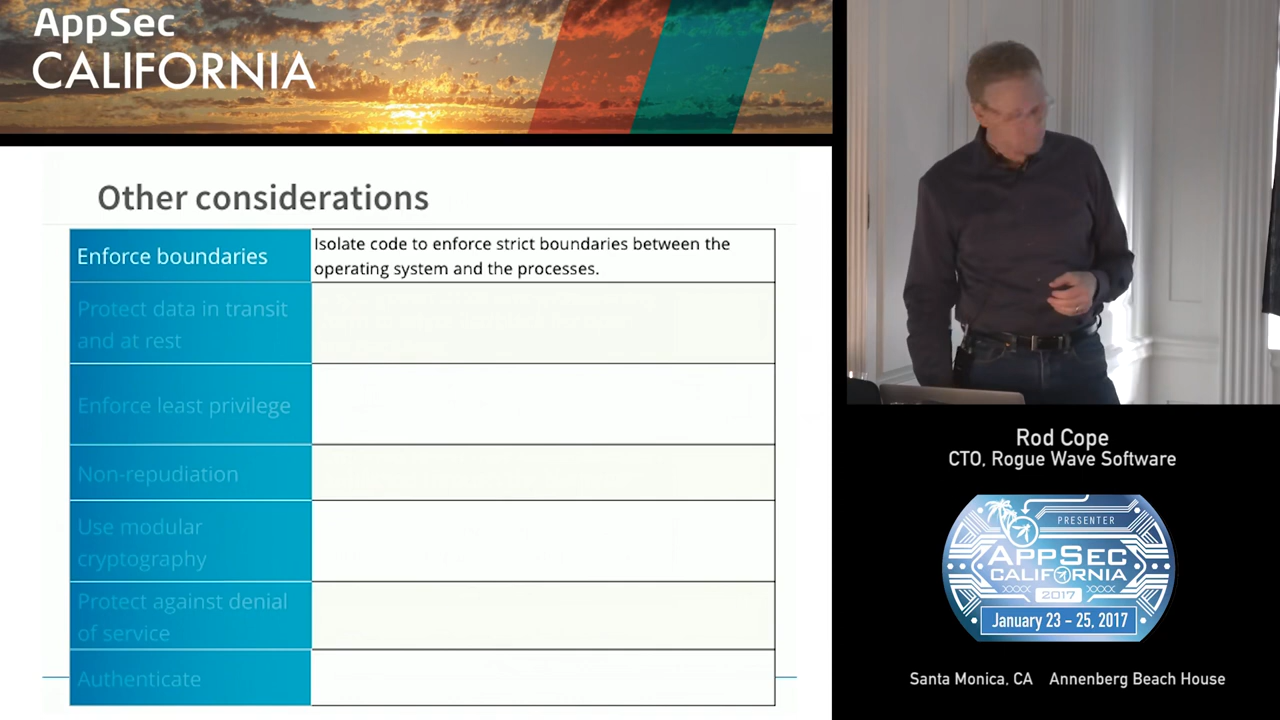 AppSec
CALIFORNIA
Other considerations
Enforce boundaries
Isolate code to enforce strict boundaries between the
operating system and the processes.
Protect data in transit
and at rest
Enforce least privilege
Non-repudiation
Use modular
cryptography
Protect against denial
of service
Authenticate
Rod Cope
CTO, Rogue Wave Software
PRESENTER
APPSEC
CALIFORNIA
2017
January 23 – 25, 2017
Santa Monica, CA Annenberg Beach House